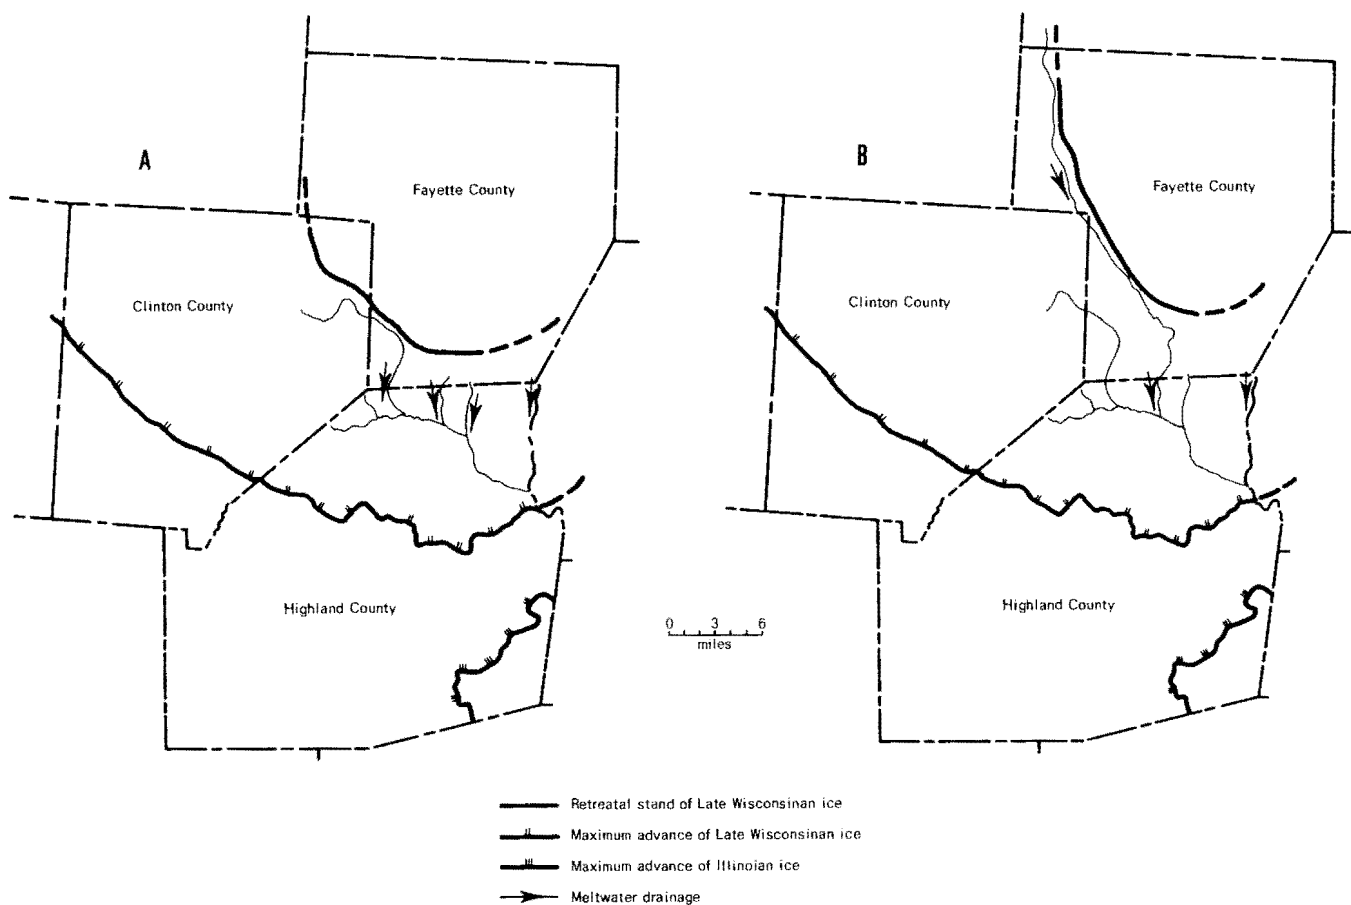 A
B
Fayette County
Fayette County
Clinton County
Clinton County
Highland County
Highland County
0 3 6
miles
Retreatal stand of Late Wisconsinan ice
Maximum advance of Late Wisconsinan ice
Maximum advance of Illinoian ice
Meltwater drainage